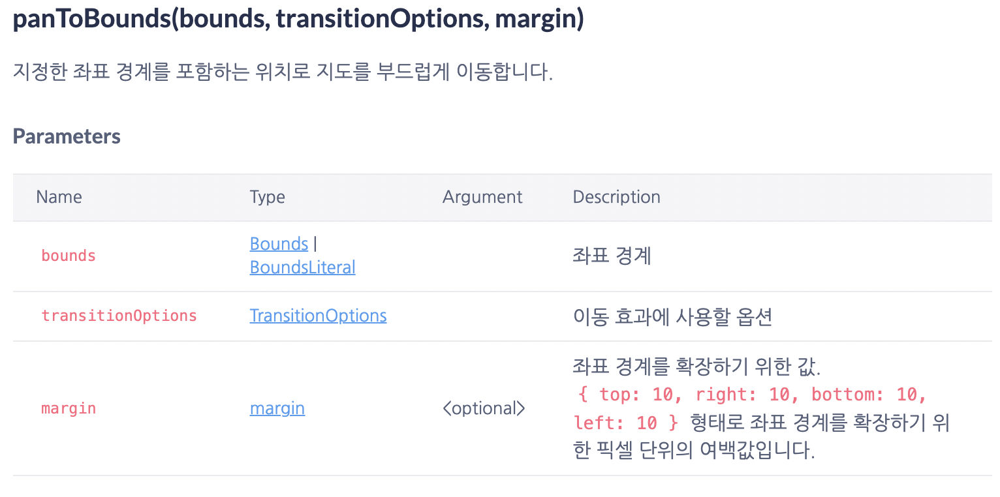 panToBounds(bounds, transitionOptions, margin)
지정한 좌표 경계를 포함하는 위치로 지도를 부드럽게 이동합니다.
Parameters
Name Type Argument Description
bounds Bounds | BoundsLiteral 좌표 경계
transitionOptions TransitionOptions 이동 효과에 사용할 옵션
margin margin <optional> 좌표 경계를 확장하기 위한 값.
{ top: 10, right: 10, bottom: 10,
left: 10 } 형태로 좌표 경계를 확장하기 위
한 픽셀 단위의 여백값입니다.